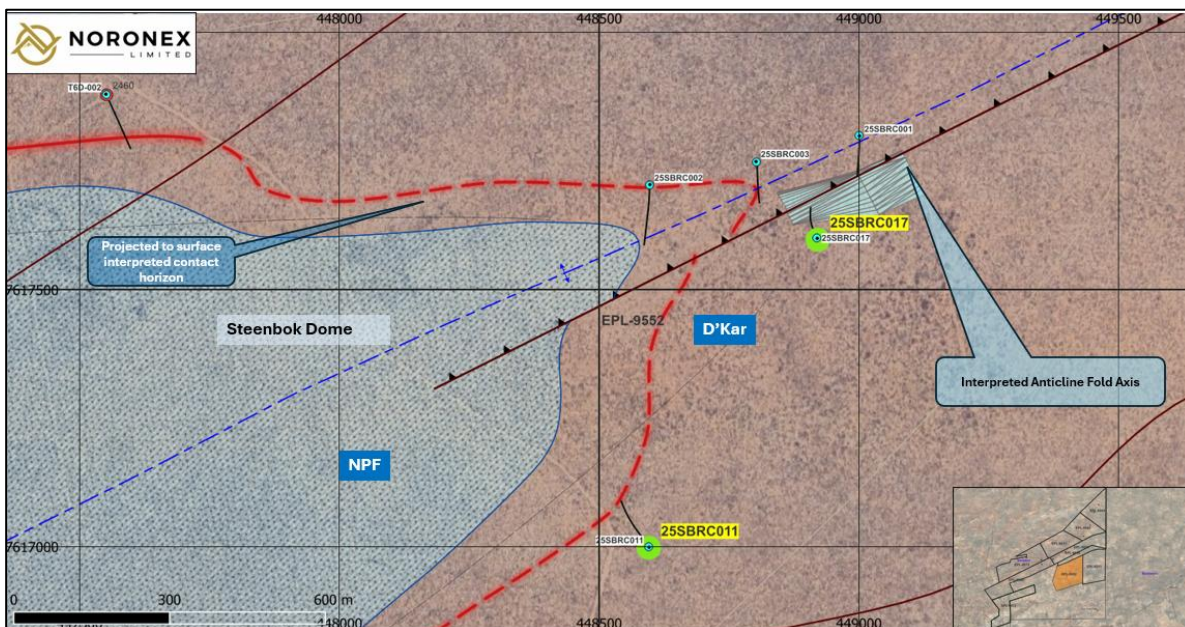 NORONEX
LIMITED
448000
448500
449000
449500
T6D-002
2460
25SBRC001
25SBRC003
25SBRC002
25SBRC017
25SBRC017
Projected to surface
interpreted contact
horizon
7617500
Steenbok Dome
EPL-9552
D'Kar
Interpreted Anticline Fold Axis
NPF
25SBRC011
25SBRC011
7617000
0
300
600 m
448000
448500
449000